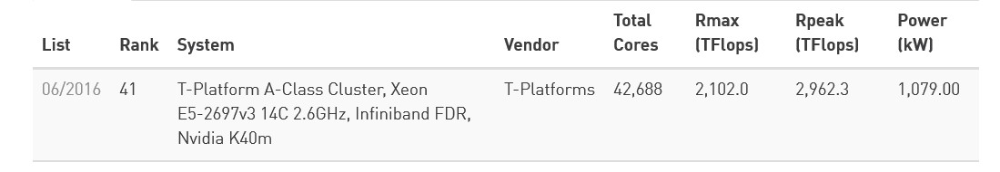 List Rank System Vendor Total Cores Rmax (TFlops) Rpeak (TFlops) Power (kW)
06/2016 41 T-Platform A-Class Cluster, Xeon T-Platforms 42,688 2,102.0 2,962.3 1,079.00
E5-2697v3 14C 2.6GHz, Infiniband FDR,
Nvidia K40m